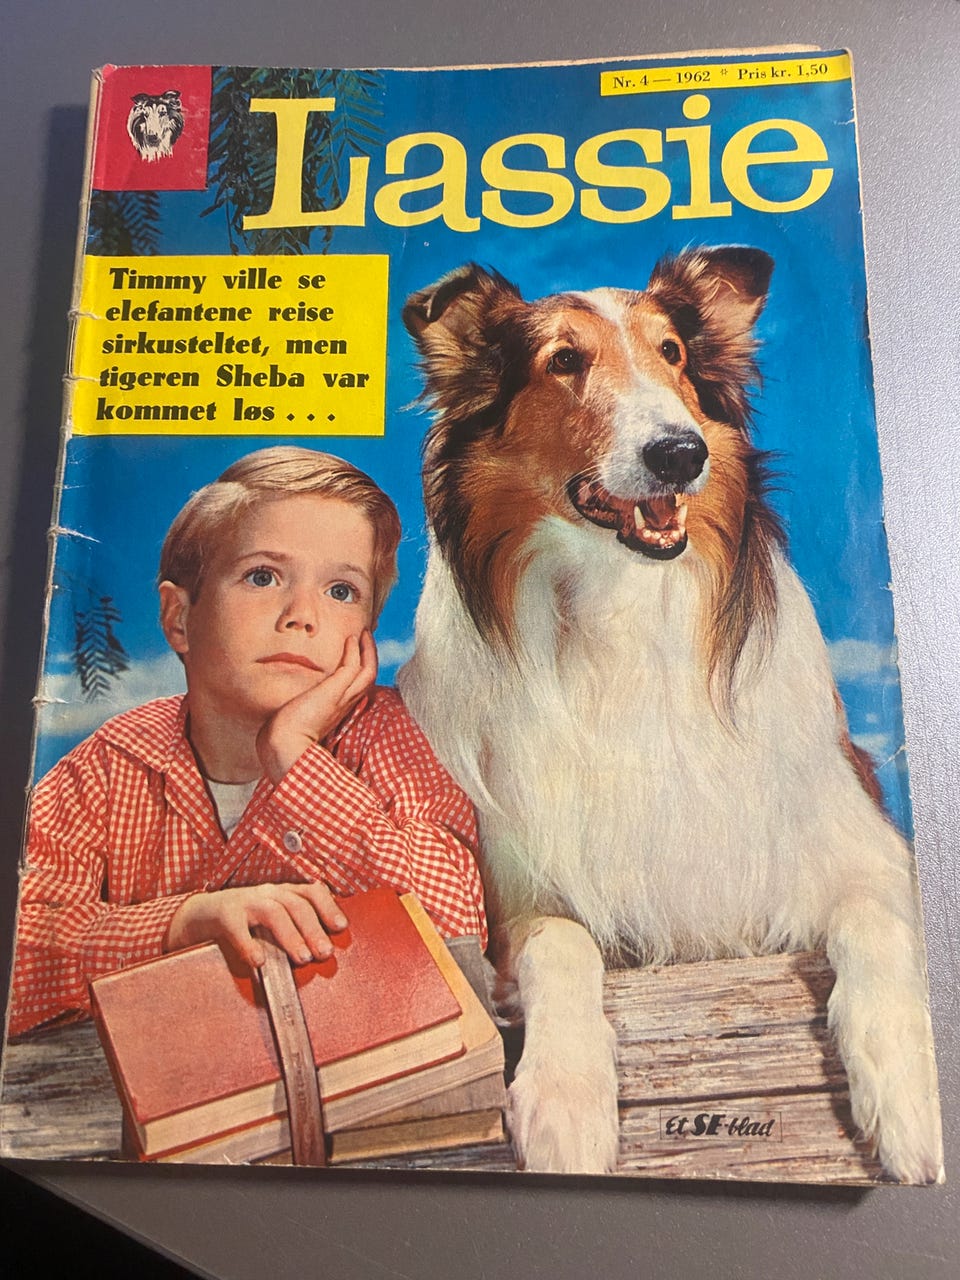 Nr. 4 — 1962 * Pris kr. 1,50
Lassie
Timmy ville se
elefantene reise
sirkusteltet, men
tigeren Sheba var
kommet løs . . .
Et SE-blad